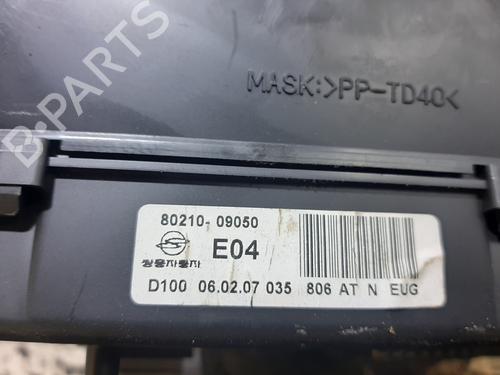 B-PARTS
MASK:>PP-TD40<
80210- 09050
E04
쌍용자동차
D100 06.02.07 035 806 AT N EUG